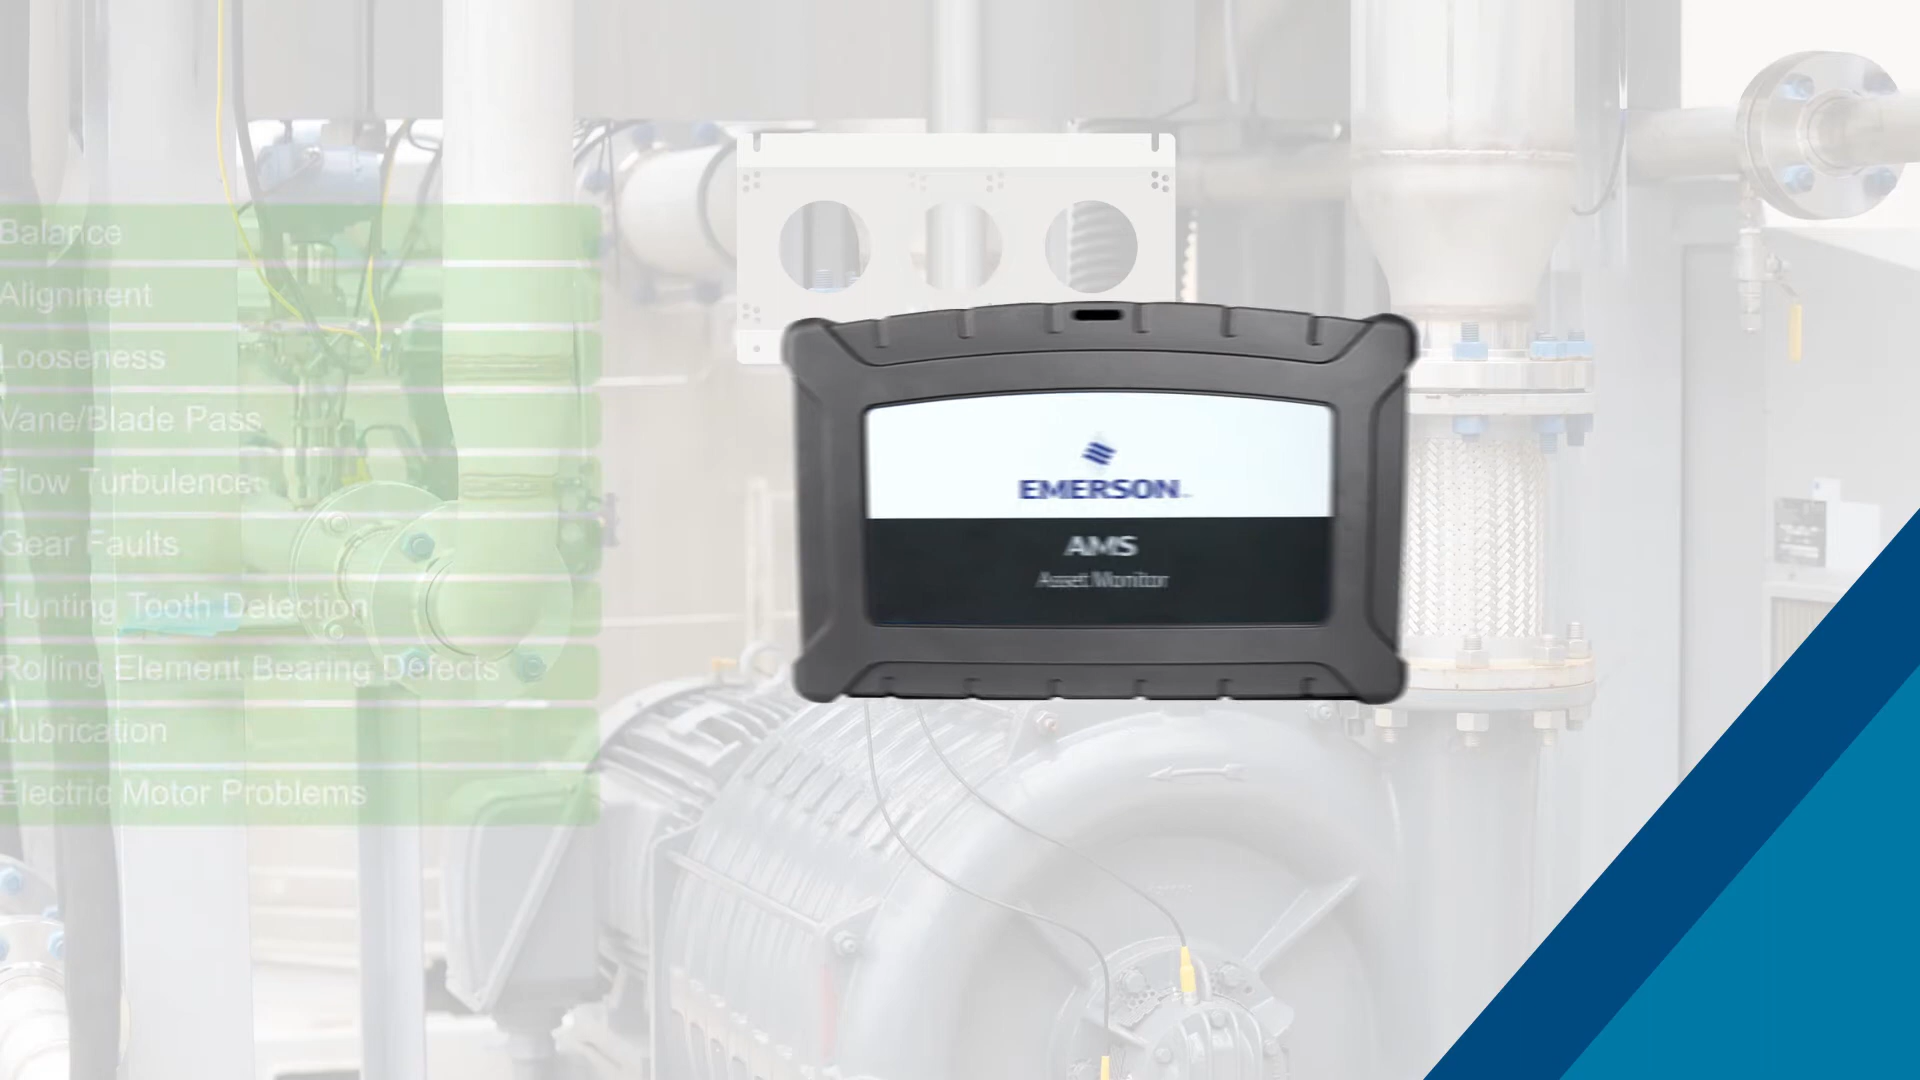 Balance
Alignment
Looseness
Vane/Blade Pass
Flow Turbulence
Gear Faults
Hunting Tooth Detection
Rolling Element Bearing Defects
Lubrication
Electric Motor Problems
EMERSON
AMS
Asset Monitor